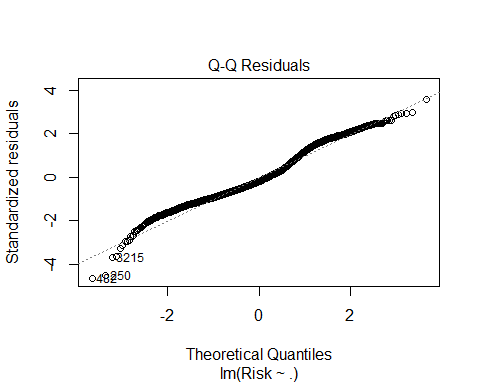 Q-Q Residuals
Standardized residuals
4
2
0
-2
-4
3215
250
482
-2
0
2
Theoretical Quantiles
lm(Risk ~ .)